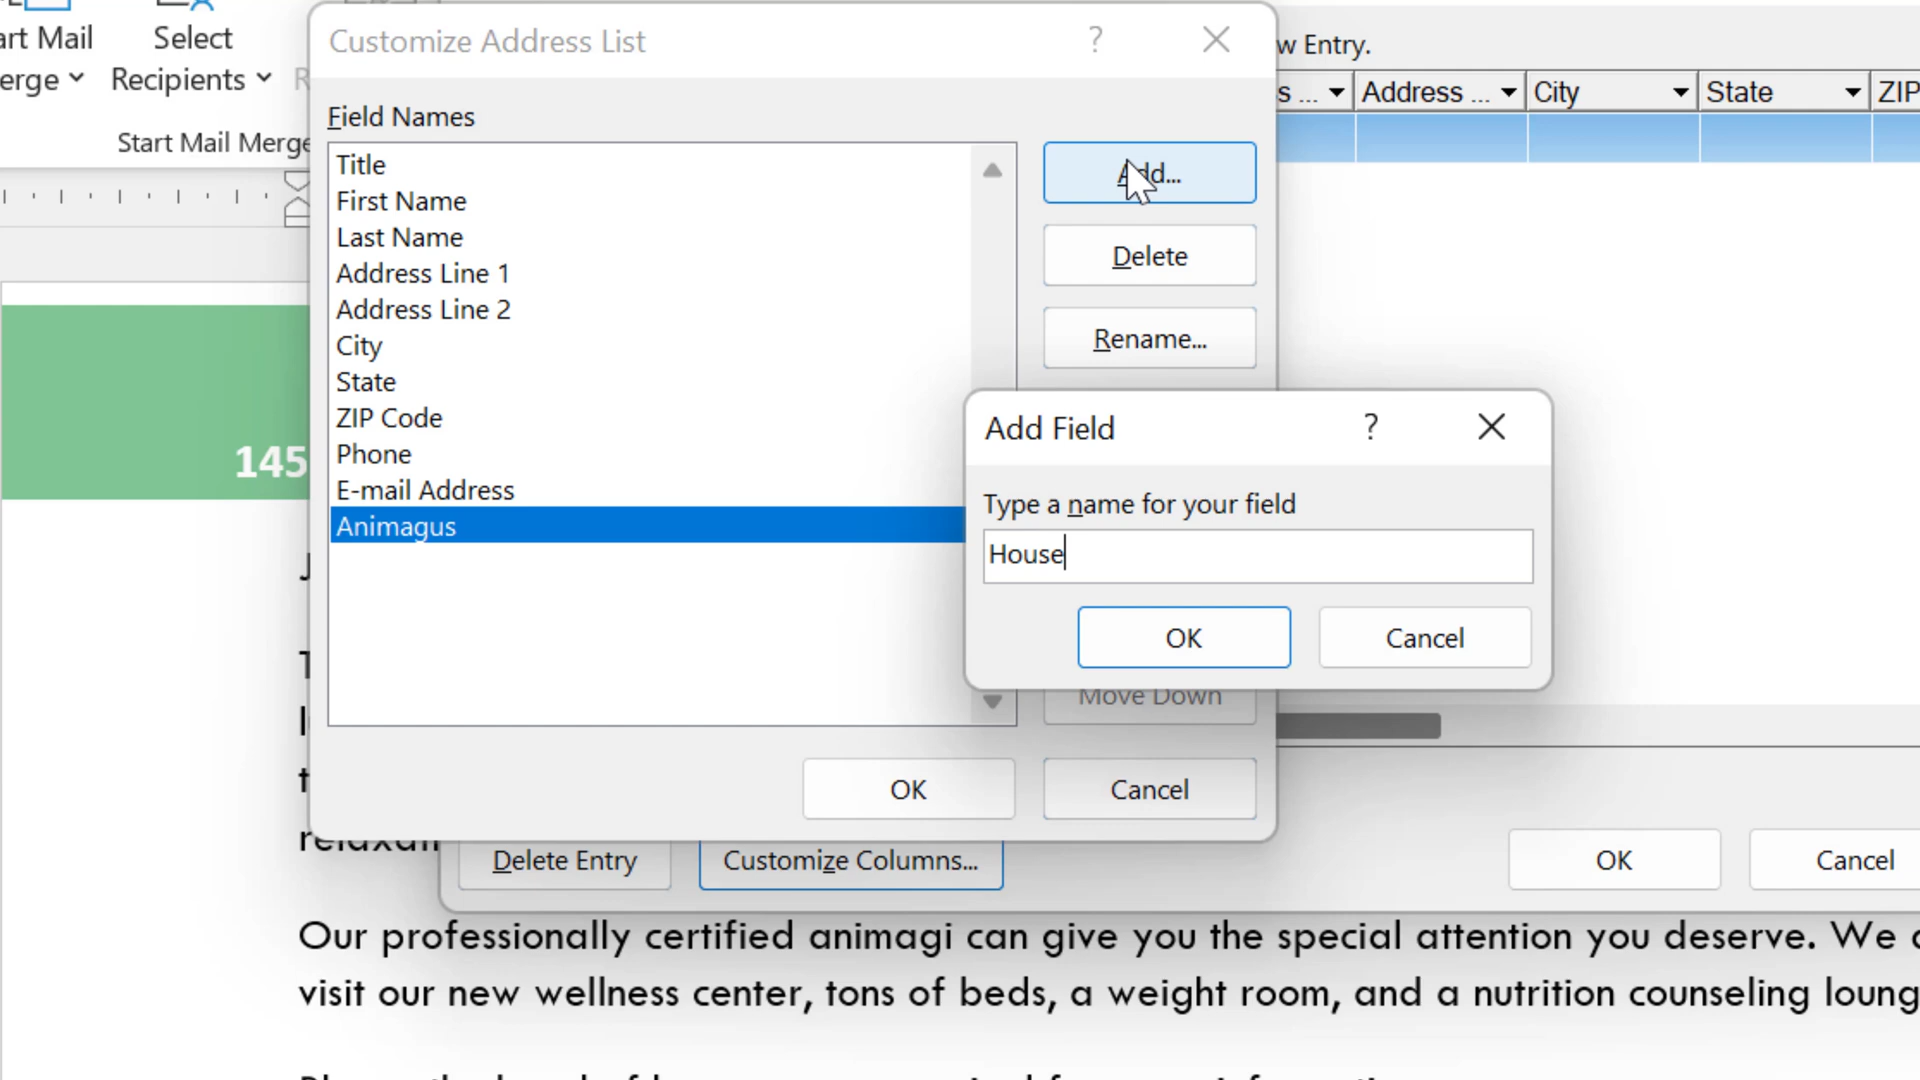 art Mail
erge
Select
Recipients
Start Mail Merge
Customize Address List
?
Field Names
Title
First Name
Last Name
Address Line 1
Address Line 2
City
State
ZIP Code
Phone
E-mail Address
Animagus
Add...
Delete
Rename...
Move Down
OK
Cancel
Add Field
?
Type a name for your field
House
OK
Cancel
w Entry.
s ...
Address ...
City
State
ZIP
145
Delete Entry
Customize Columns...
OK
Cancel
Our professionally certified animagi can give you the special attention you deserve. We
visit our new wellness center, tons of beds, a weight room, and a nutrition counseling loung